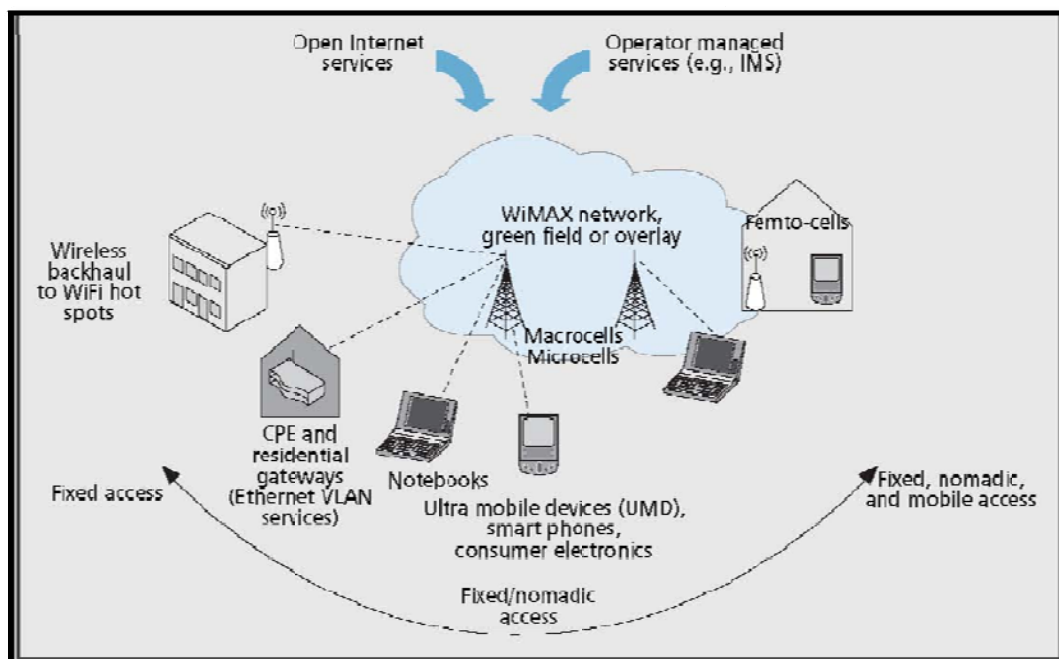 Open Internet
services
Operator managed
services (e.g., IMS)
WiMAX network,
green field or overlay
Femto-cells
Wireless
backhaul
to WiFi hot
spots
Macrocells
Microcells
CPE and
residential
gateways
(Ethernet VLAN
services)
Notebooks
Ultra mobile devices (UMD),
smart phones,
consumer electronics
Fixed access
Fixed, nomadic,
and mobile access
Fixed/nomadic
access